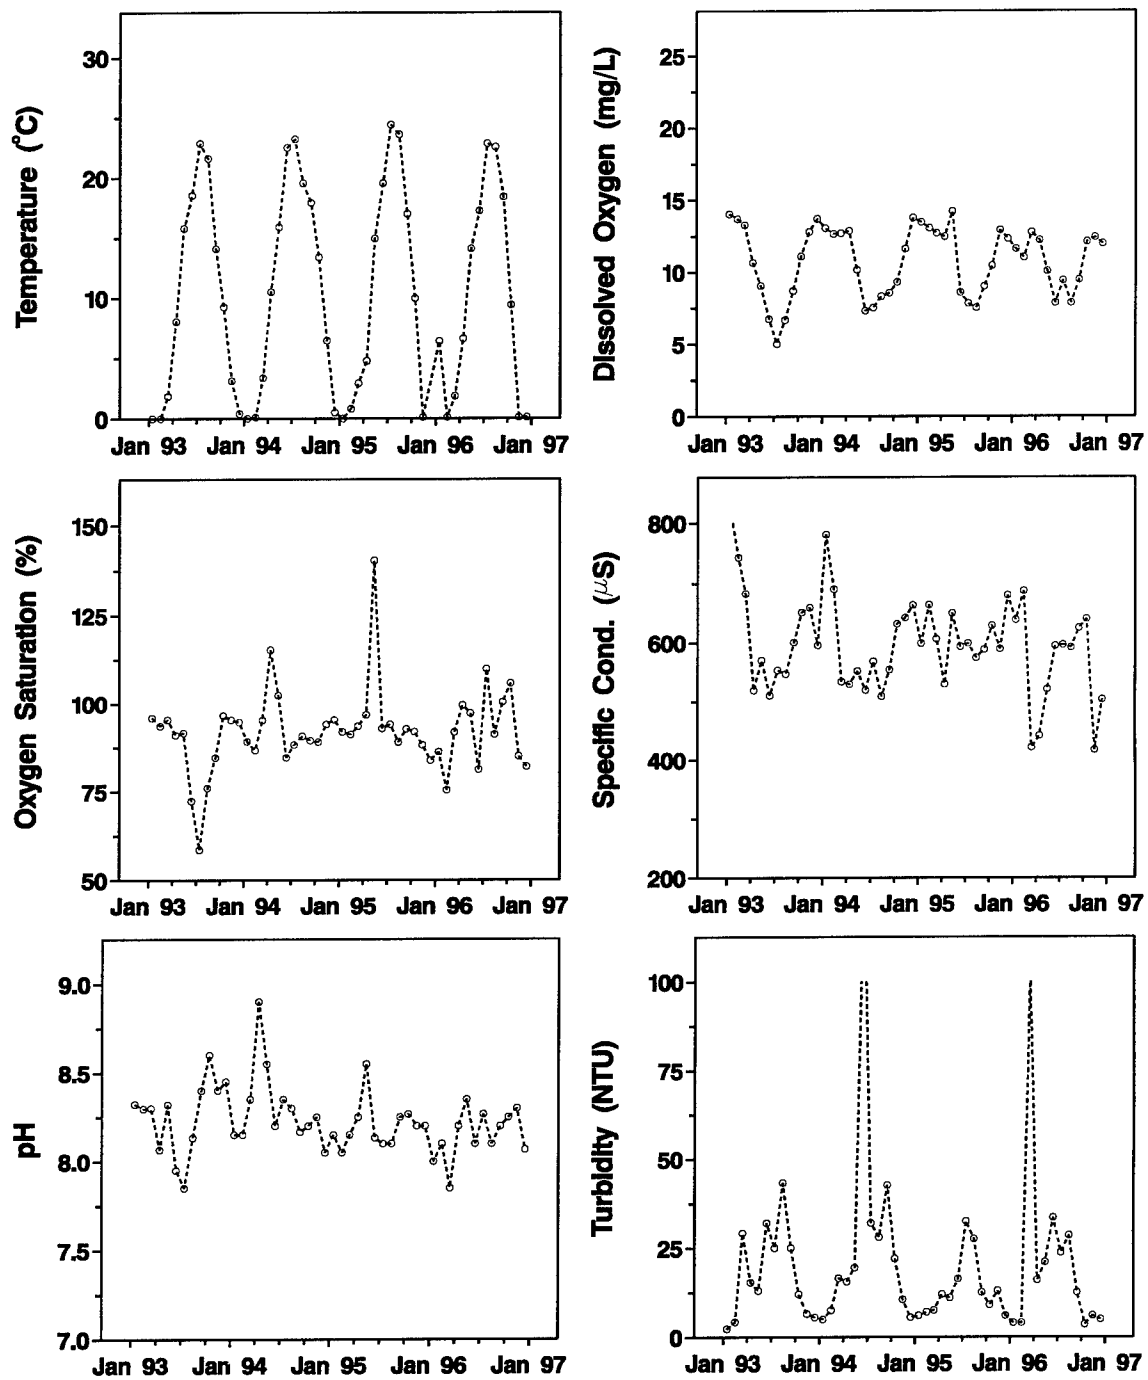 Temperature (°C)
30
20
10
0
Jan 93 Jan 94 Jan 95 Jan 96 Jan 97
Dissolved Oxygen (mg/L)
25
20
15
10
5
0
Jan 93 Jan 94 Jan 95 Jan 96 Jan 97
Oxygen Saturation (%)
150
125
100
75
50
Jan 93 Jan 94 Jan 95 Jan 96 Jan 97
Specific Cond. (μS)
800
600
400
200
Jan 93 Jan 94 Jan 95 Jan 96 Jan 97
pH
9.0
8.5
8.0
7.5
7.0
Jan 93 Jan 94 Jan 95 Jan 96 Jan 97
Turbidity (NTU)
100
75
50
25
0
Jan 93 Jan 94 Jan 95 Jan 96 Jan 97